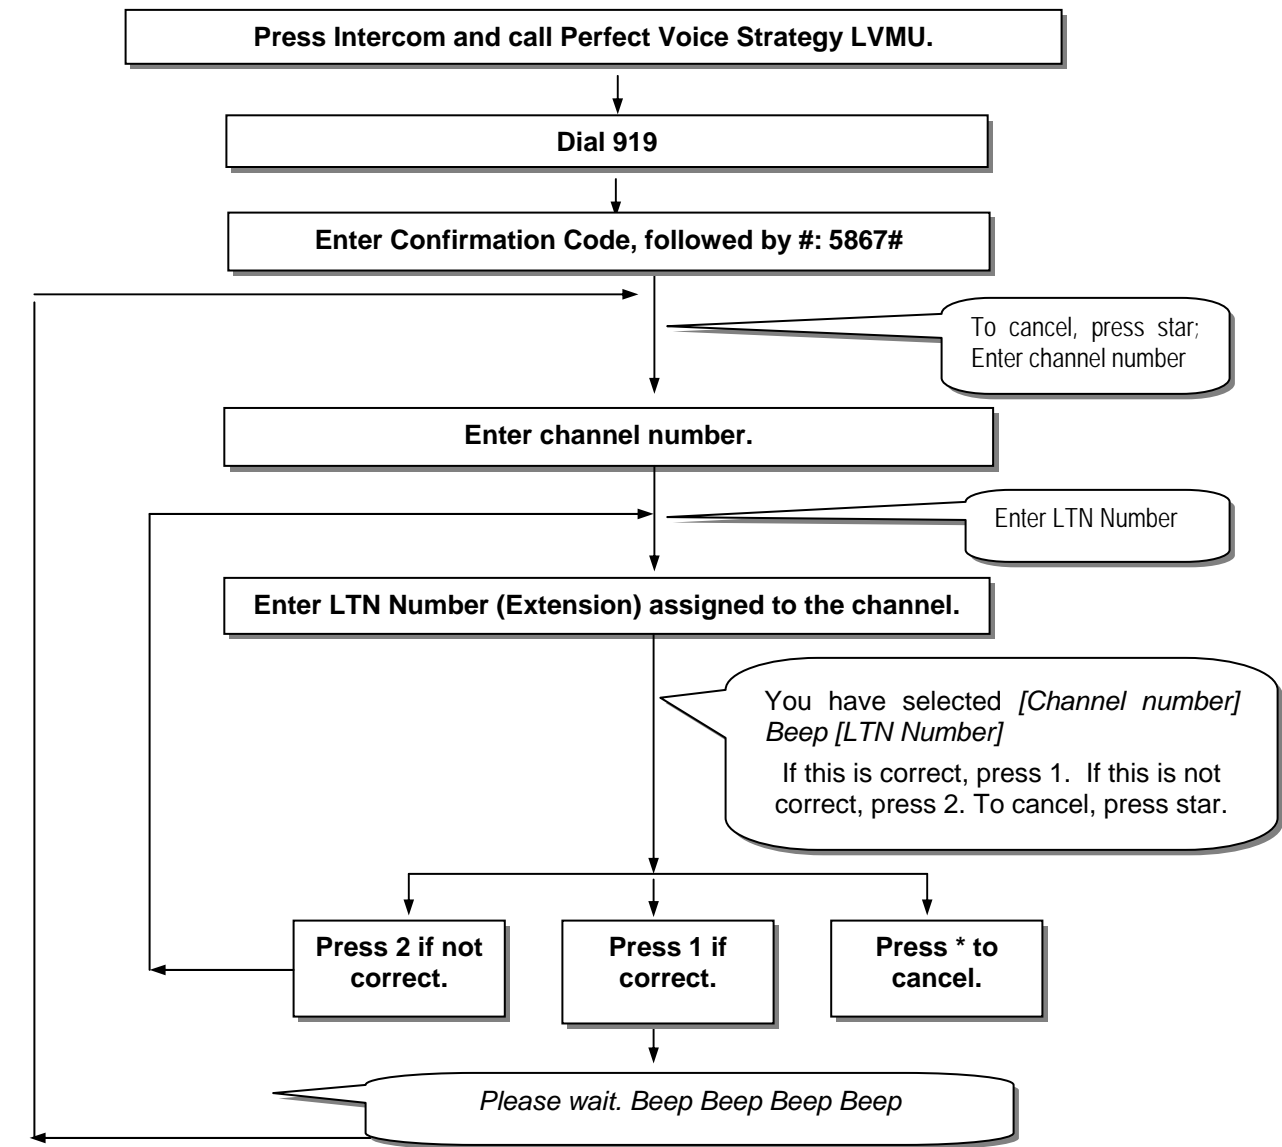 Press Intercom and call Perfect Voice Strategy LVMU.
Dial 919
Enter Confirmation Code, followed by #: 5867#
To cancel, press star;
Enter channel number
Enter channel number.
Enter LTN Number
Enter LTN Number (Extension) assigned to the channel.
You have selected [Channel number]
Beep [LTN Number]
If this is correct, press 1. If this is not
correct, press 2. To cancel, press star.
Press 2 if not
correct.
Press 1 if
correct.
Press * to
cancel.
Please wait. Beep Beep Beep Beep